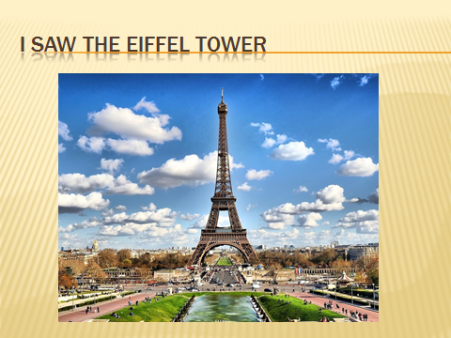 I SAW THE EIFFEL TOWER